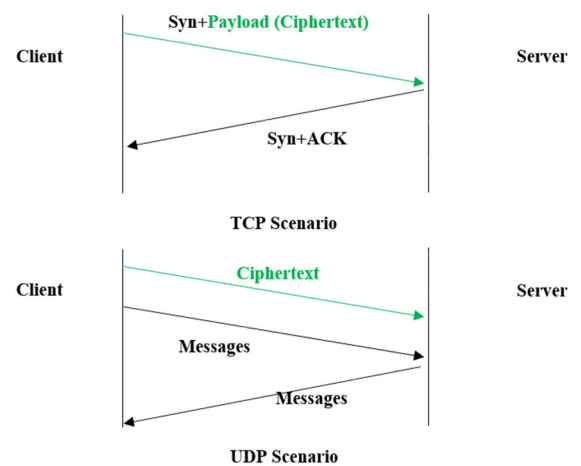 Syn+Payload (Ciphertext)
Client
Server
Syn+ACK
TCP Scenario
Ciphertext
Client
Server
Messages
Messages
UDP Scenario